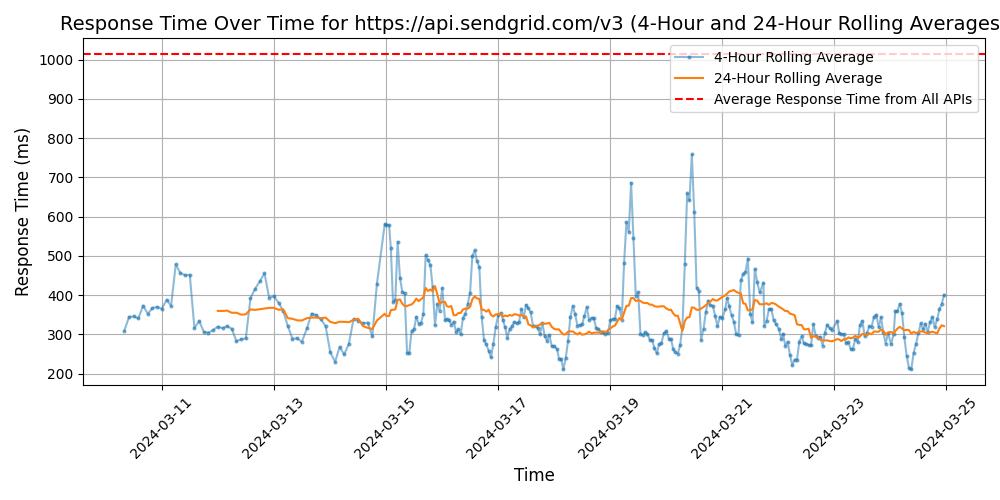 Response Time Over Time for https://api.sendgrid.com/v3 (4-Hour and 24-Hour Rolling Averages
4-Hour Rolling Average
24-Hour Rolling Average
Average Response Time from All APIs
Response Time (ms)
1000
900
800
700
600
500
400
300
200
2024-03-11
2024-03-13
2024-03-15
2024-03-17
2024-03-19
2024-03-21
2024-03-23
2024-03-25
Time